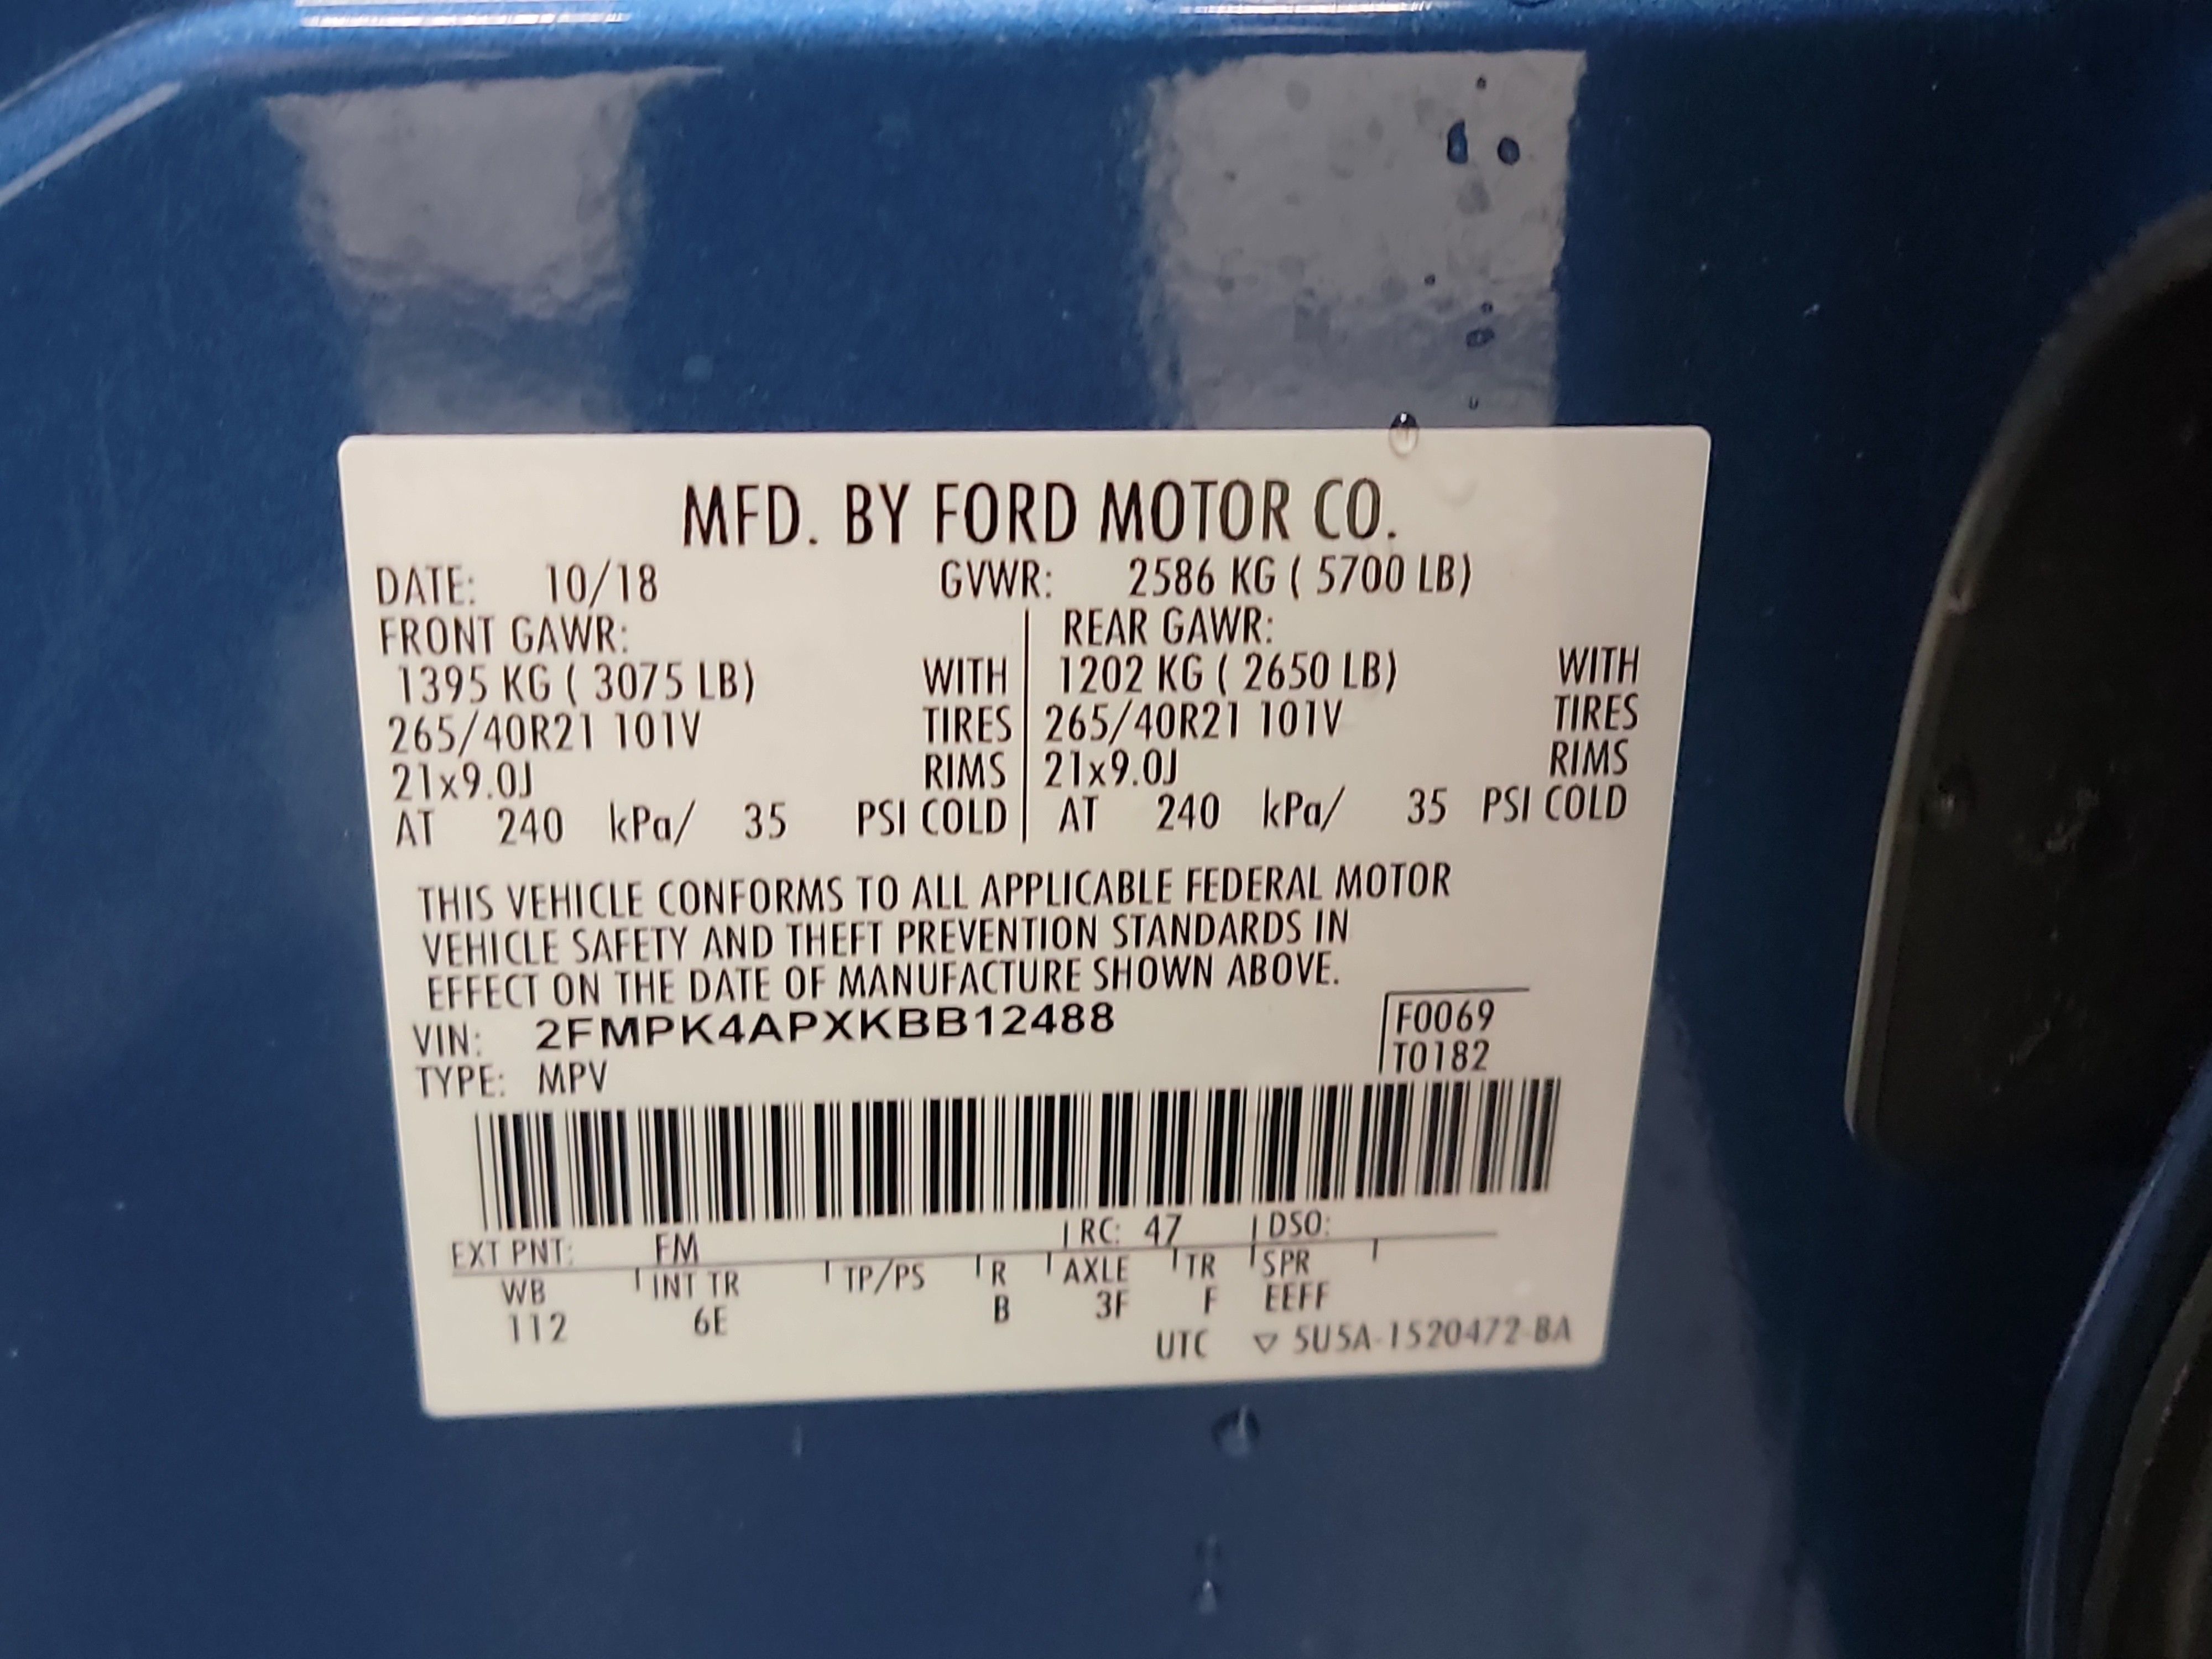 MFD. BY FORD MOTOR CO.
DATE: 10/18 GVWR: 2586 KG ( 5700 LB)
FRONT GAWR: REAR GAWR:
1395 KG ( 3075 LB) WITH 1202 KG ( 2650 LB) WITH
265/40R21 101V TIRES 265/40R21 101V TIRES
21x9.0J RIMS 21x9.0J RIMS
AT 240 kPa/ 35 PSI COLD AT 240 kPa/ 35 PSI COLD
THIS VEHICLE CONFORMS TO ALL APPLICABLE FEDERAL MOTOR
VEHICLE SAFETY AND THEFT PREVENTION STANDARDS IN
EFFECT ON THE DATE OF MANUFACTURE SHOWN ABOVE.
VIN: 2FMPK4APXKBB12488 F0069
TYPE: MPV T0182
EXT PNT: FM RC: 47 DSO:
WB INT TR TP/PS R AXLE TR SPR
112 6E B 3F F EEFF
UTC ▽ 5U5A-1520472-BA